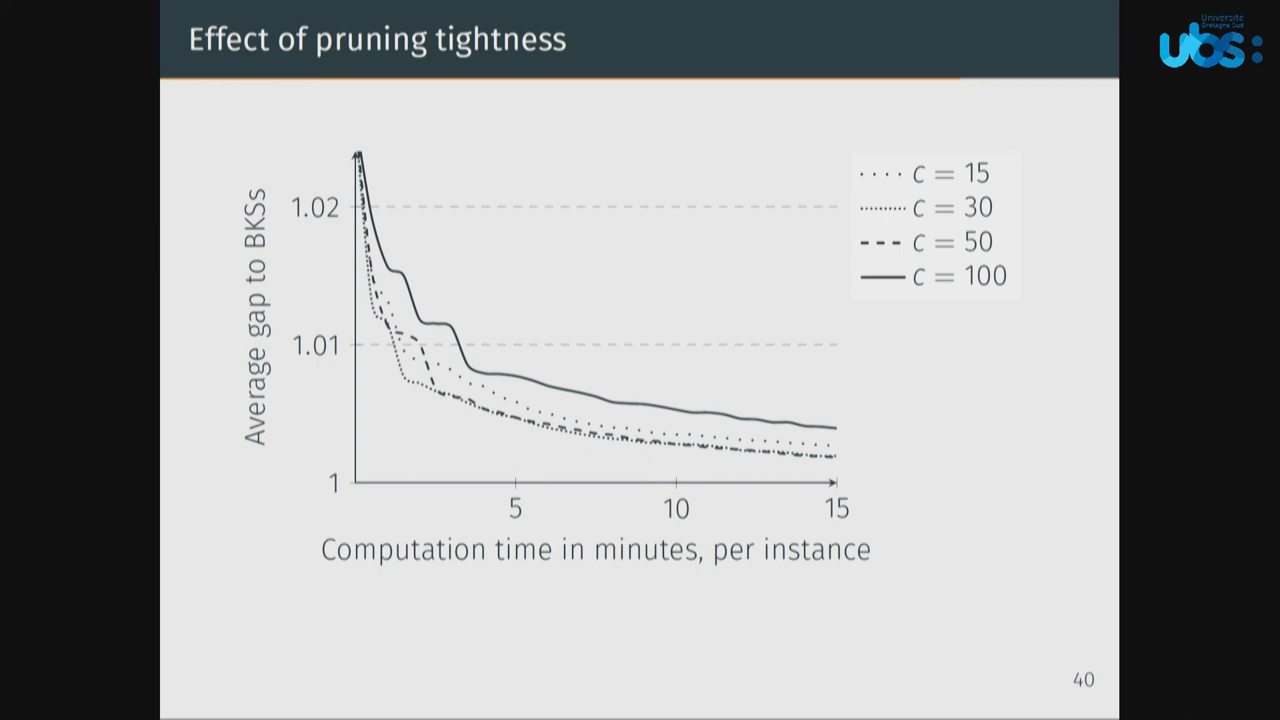 Effect of pruning tightness
Université
Bretagne Sud
ubs:
Average gap to BKSs
1.02
1.01
1
5
10
15
Computation time in minutes, per instance
C = 15
C = 30
C = 50
C = 100
40